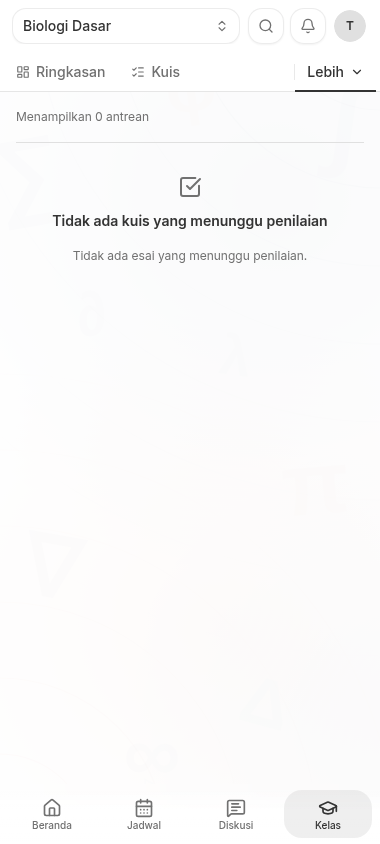 Biologi Dasar
T
Ringkasan
Kuis
Lebih
Menampilkan 0 antrean
Tidak ada kuis yang menunggu penilaian
Tidak ada esai yang menunggu penilaian.
Beranda
Jadwal
Diskusi
Kelas